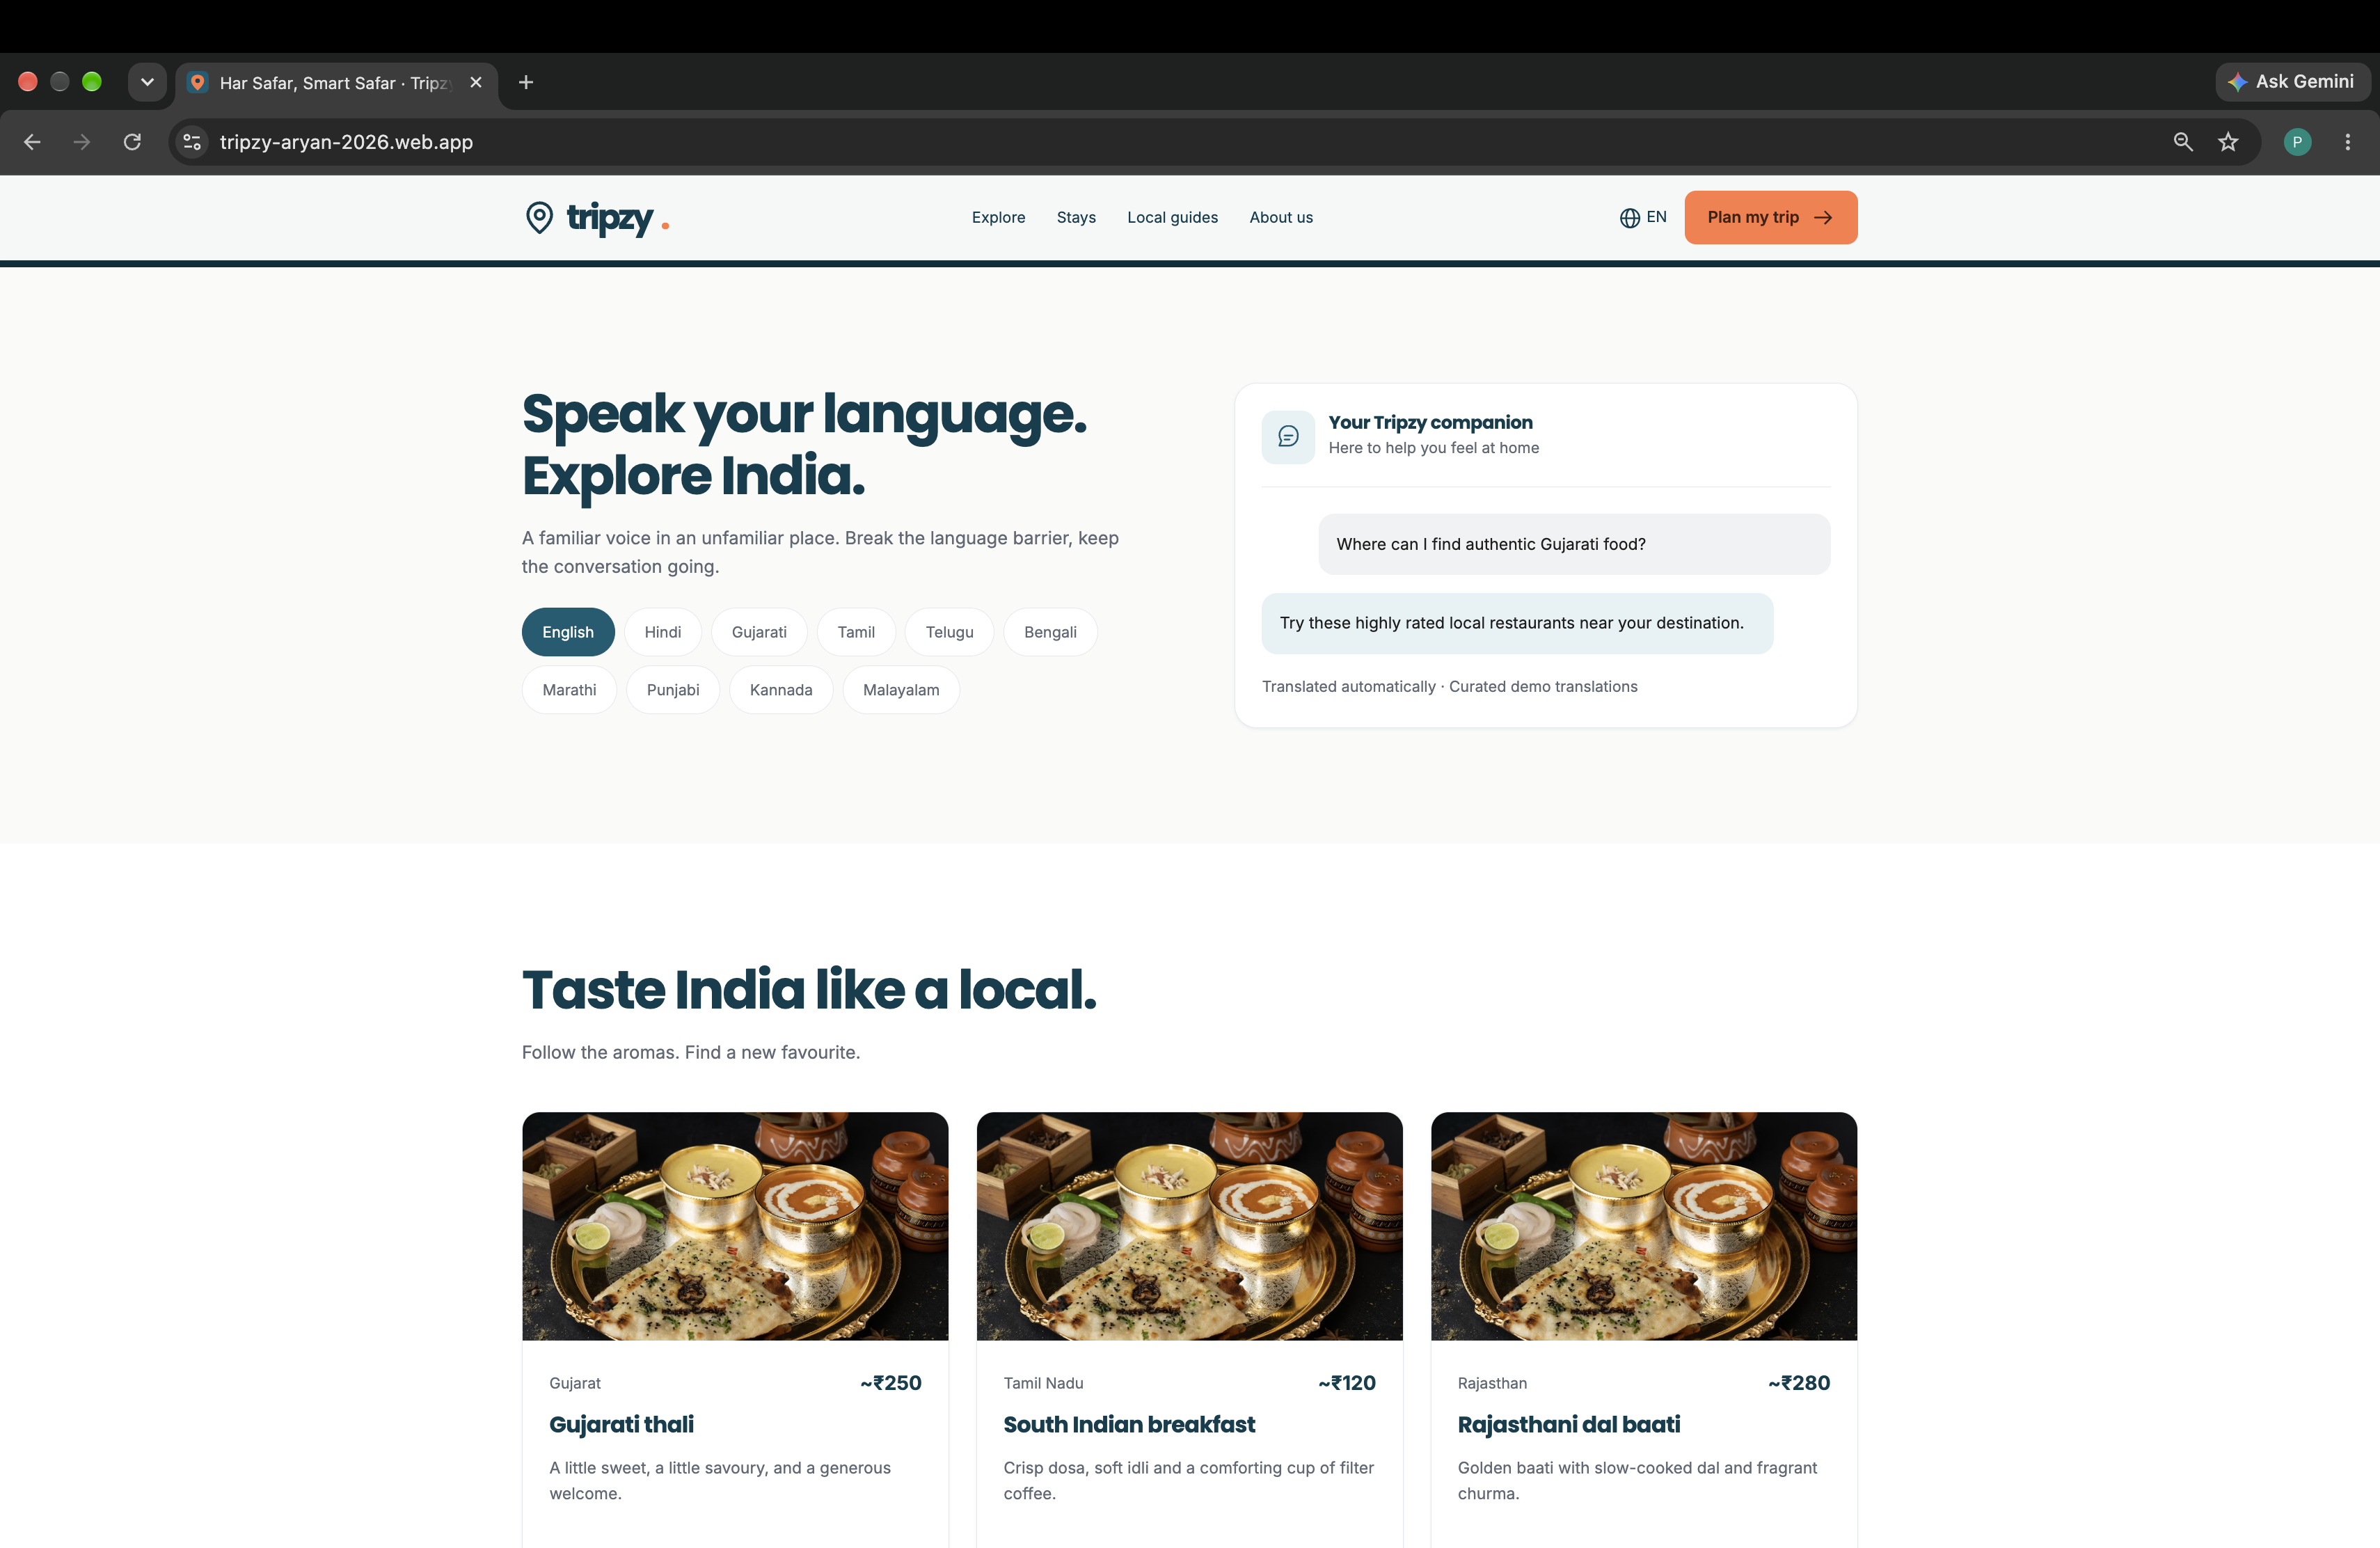 Har Safar, Smart Safar · Tripzy
Ask Gemini
tripzy-aryan-2026.web.app
P
tripzy.
Explore
Stays
Local guides
About us
EN
Plan my trip
Speak your language.
Explore India.
A familiar voice in an unfamiliar place. Break the language barrier, keep
the conversation going.
English
Hindi
Gujarati
Tamil
Telugu
Bengali
Marathi
Punjabi
Kannada
Malayalam
Your Tripzy companion
Here to help you feel at home
Where can I find authentic Gujarati food?
Try these highly rated local restaurants near your destination.
Translated automatically · Curated demo translations
Taste India like a local.
Follow the aromas. Find a new favourite.
Gujarat
~₹250
Gujarati thali
A little sweet, a little savoury, and a generous
welcome.
Tamil Nadu
~₹120
South Indian breakfast
Crisp dosa, soft idli and a comforting cup of filter
coffee.
Rajasthan
~₹280
Rajasthani dal baati
Golden baati with slow-cooked dal and fragrant
churma.